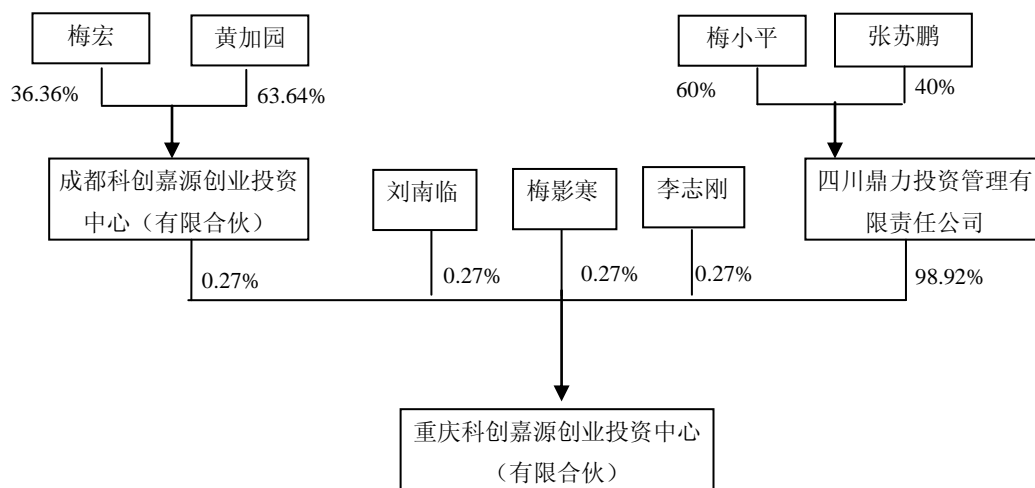 梅宏
黄加园
梅小平
张苏鹏
36.36%
63.64%
60%
40%
成都科创嘉源创业投资
中心（有限合伙）
刘南临
梅影寒
李志刚
四川鼎力投资管理有
限责任公司
0.27%
0.27%
0.27%
0.27%
98.92%
重庆科创嘉源创业投资中心
（有限合伙）